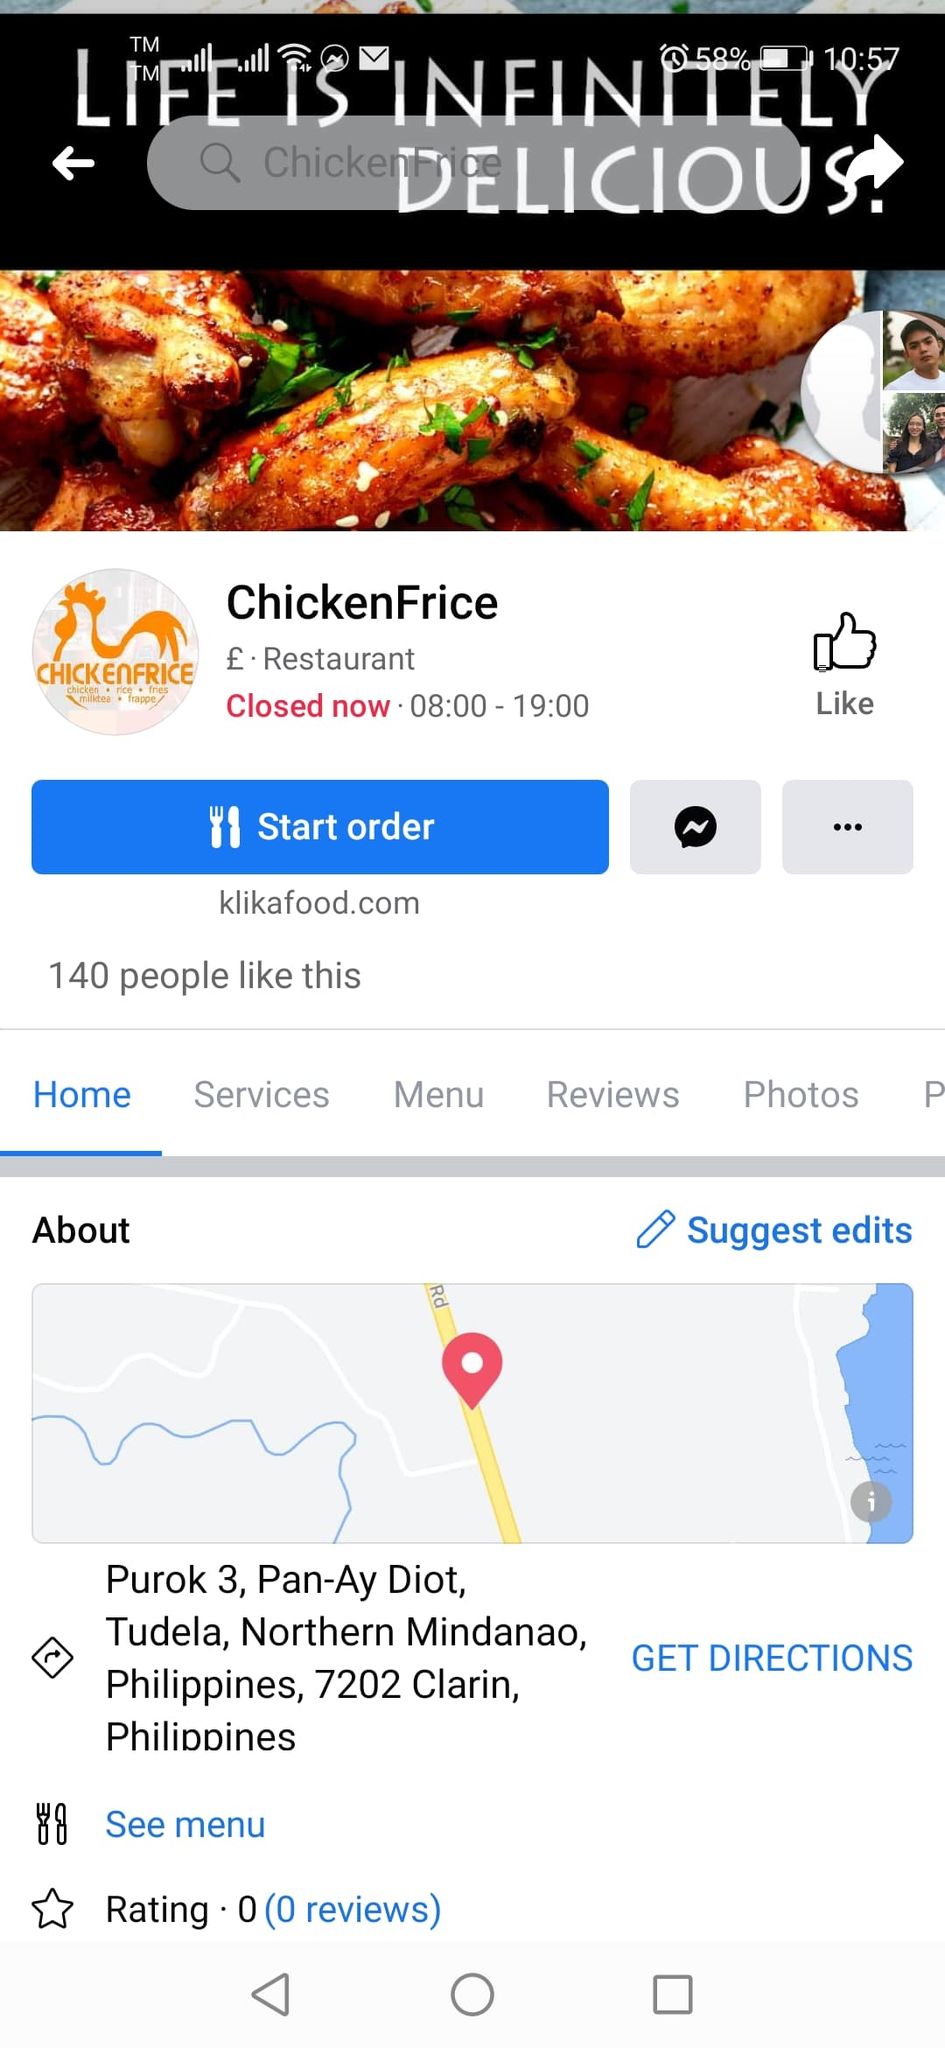 LIFE IS INFINITELY
DELICIOUS!
TM
TM
58%
10:57
ChickenFrice
CHICKENFRICE
chicken • rice • fries
milktea • frappe
ChickenFrice
£ · Restaurant
Closed now · 08:00 - 19:00
Like
Start order
klikafood.com
140 people like this
Home
Services
Menu
Reviews
Photos
P
About
Suggest edits
Rd
Purok 3, Pan-Ay Diot,
Tudela, Northern Mindanao,
Philippines, 7202 Clarin,
Philippines
GET DIRECTIONS
See menu
Rating · 0 (0 reviews)